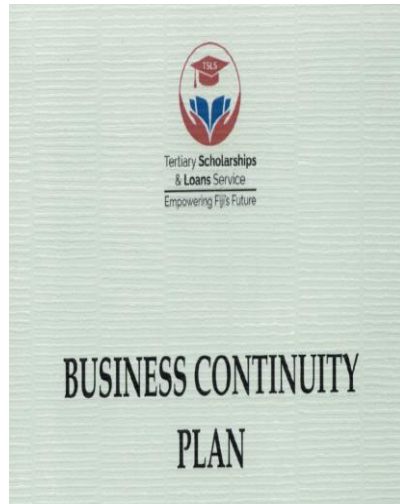 TSLS
Tertiary Scholarships
& Loans Service
Empowering Fiji's Future
BUSINESS CONTINUITY
PLAN